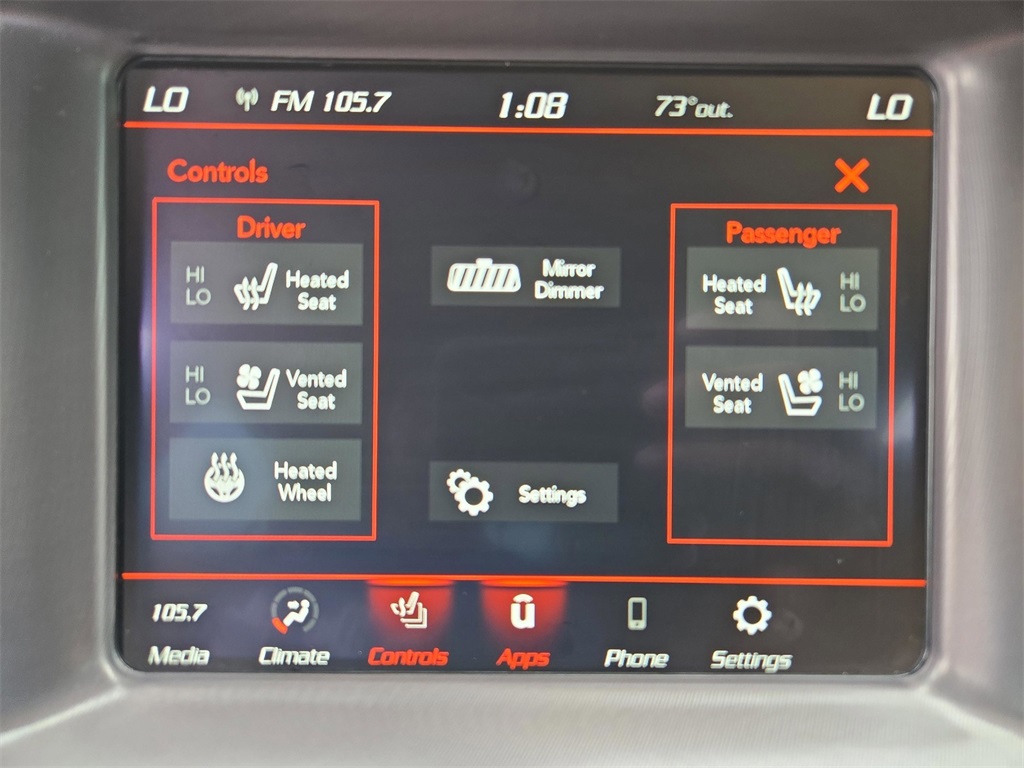 LO FM 105.7 1:08 73°out. LO
Controls
Driver
HI
LO
Heated
Seat
HI
LO
Vented
Seat
Heated
Wheel
Mirror
Dimmer
Settings
Passenger
Heated
Seat
HI
LO
Vented
Seat
HI
LO
105.7
Media
Climate
Controls
Apps
Phone
Settings